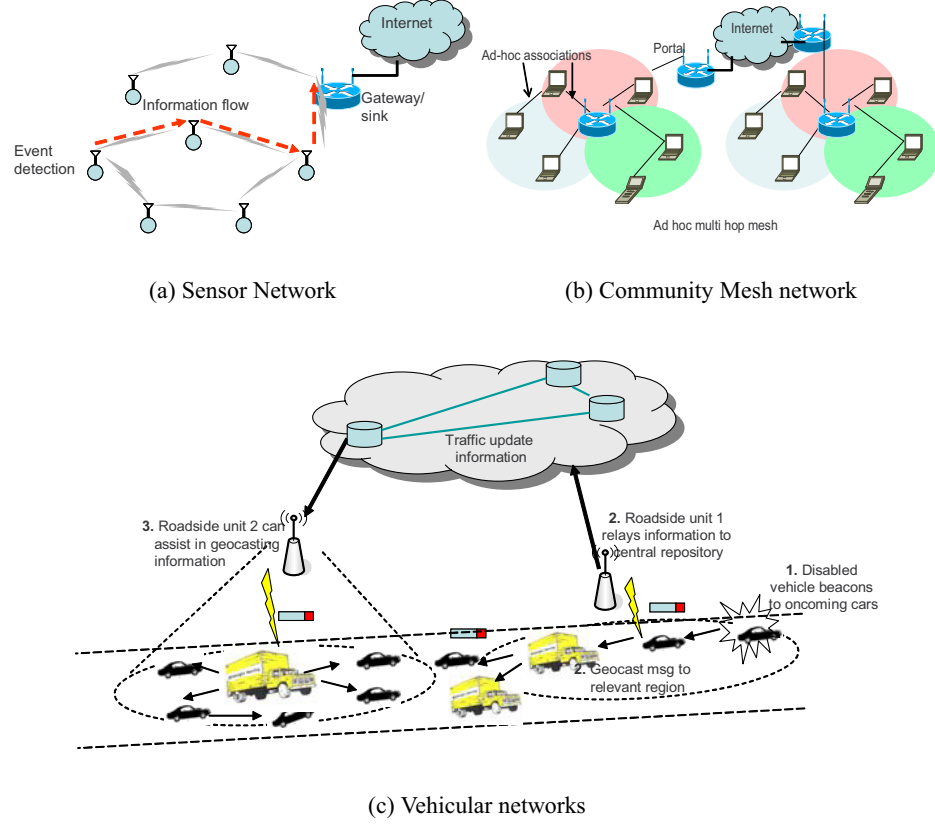 Internet
Information flow
Gateway/
sink
Event
detection
(a) Sensor Network
Ad-hoc associations
Portal
Internet
Ad hoc multi hop mesh
(b) Community Mesh network
Traffic update
information
3. Roadside unit 2 can
assist in geocasting
information
2. Roadside unit 1
relays information to
central repository
1. Disabled
vehicle beacons
to oncoming cars
2. Geocast msg to
relevant region
(c) Vehicular networks